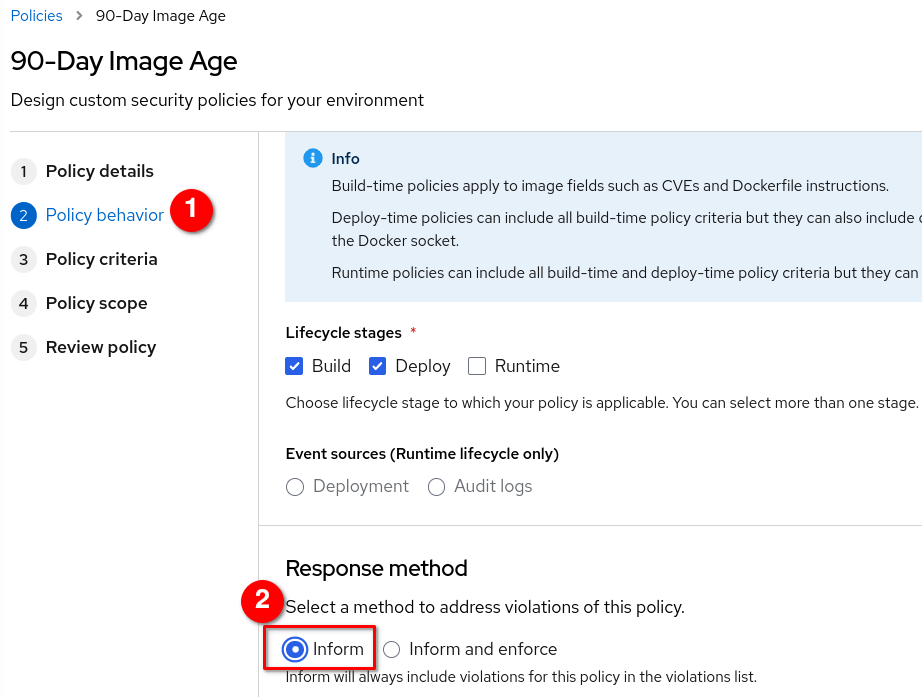 Policies > 90-Day Image Age
90-Day Image Age
Design custom security policies for your environment
1 Policy details
2 Policy behavior 1
3 Policy criteria
4 Policy scope
5 Review policy
Info
Build-time policies apply to image fields such as CVEs and Dockerfile instructions.
Deploy-time policies can include all build-time policy criteria but they can also include
the Docker socket.
Runtime policies can include all build-time and deploy-time policy criteria but they can
Lifecycle stages *
Build Deploy Runtime
Choose lifecycle stage to which your policy is applicable. You can select more than one stage.
Event sources (Runtime lifecycle only)
Deployment Audit logs
Response method
2
Select a method to address violations of this policy.
Inform Inform and enforce
Inform will always include violations for this policy in the violations list.